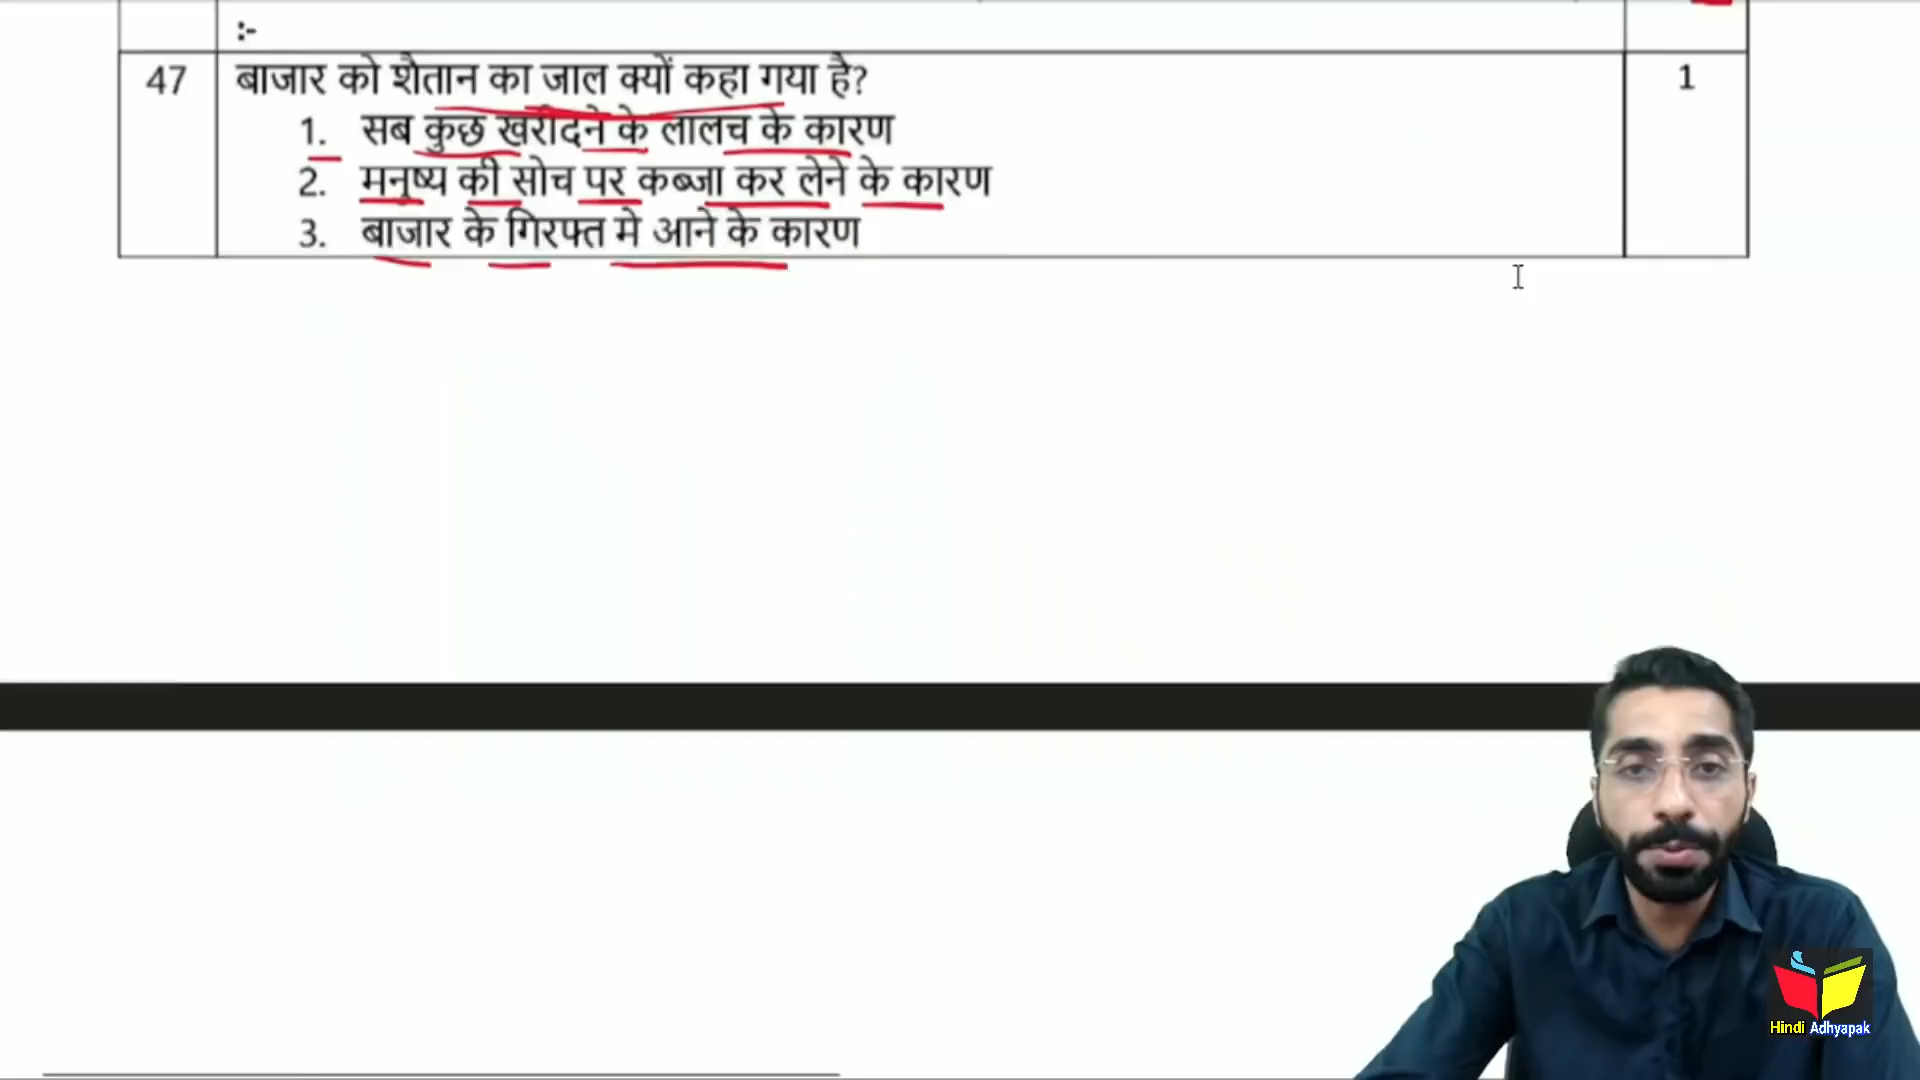 :-
47 बाजार को शैतान का जाल क्यों कहा गया है? 1
1. सब कुछ खरीदने के लालच के कारण
2. मनुष्य की सोच पर कब्जा कर लेने के कारण
3. बाजार के गिरफ्त मे आने के कारण
Hindi Adhyapak